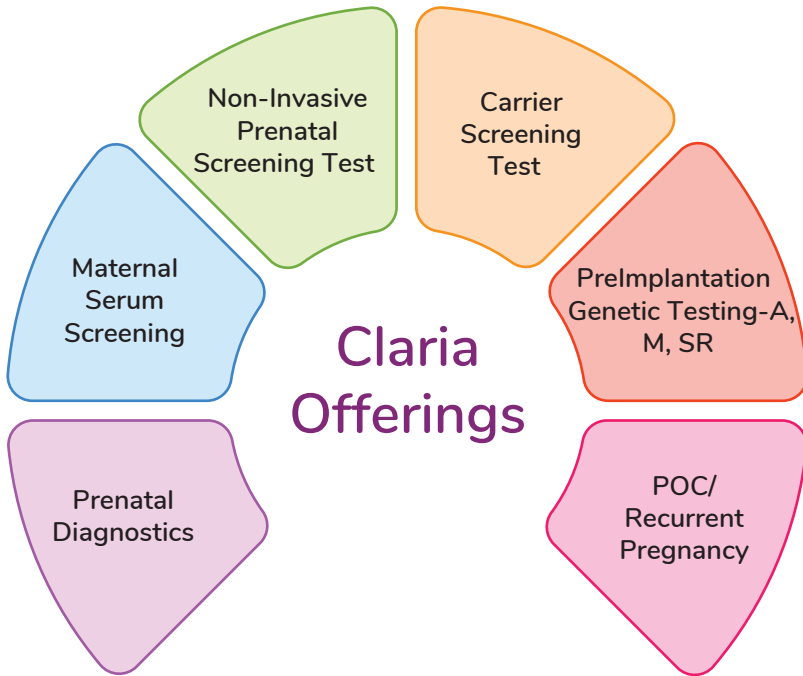 Non-Invasive
Prenatal
Screening Test
Carrier
Screening
Test
Maternal
Serum
Screening
PreImplantation
Genetic Testing-A,
M, SR
Claria
Offerings
Prenatal
Diagnostics
POC/
Recurrent
Pregnancy